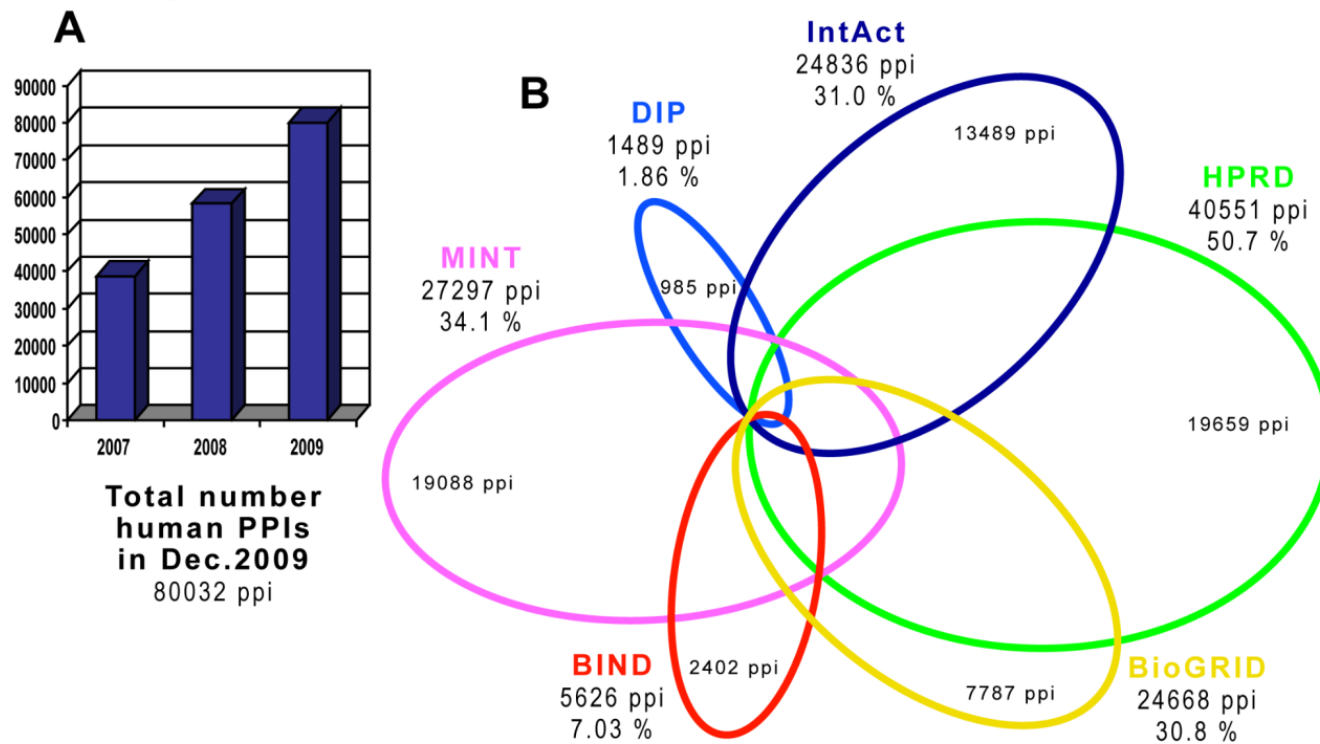 A
90000
80000
70000
60000
50000
40000
30000
20000
10000
0
2007
2008
2009
Total number
human PPIs
in Dec.2009
80032 ppi
B
IntAct
24836 ppi
31.0 %
13489 ppi
DIP
1489 ppi
1.86 %
985 ppi
HPRD
40551 ppi
50.7 %
19659 ppi
MINT
27297 ppi
34.1 %
19088 ppi
BIND
5626 ppi
7.03 %
2402 ppi
BioGRID
24668 ppi
30.8 %
7787 ppi